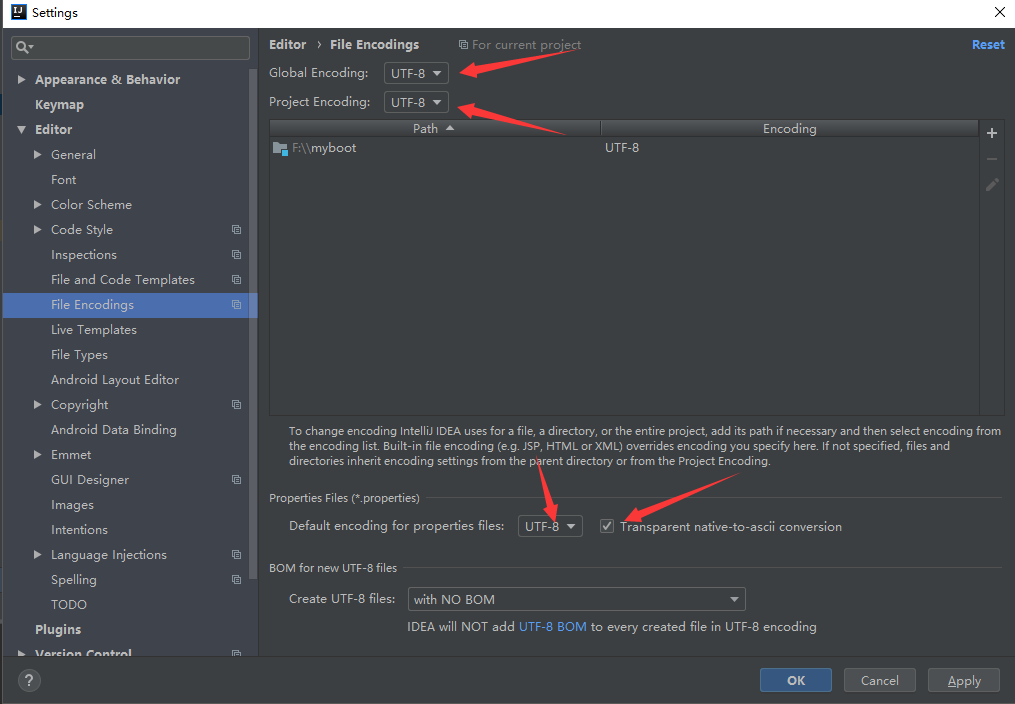 Settings
Appearance & Behavior
Keymap
Editor
General
Font
Color Scheme
Code Style
Inspections
File and Code Templates
File Encodings
Live Templates
File Types
Android Layout Editor
Copyright
Android Data Binding
Emmet
GUI Designer
Images
Intentions
Language Injections
Spelling
TODO
Plugins
Version Control
Editor › File Encodings For current project Reset
Global Encoding: UTF-8
Project Encoding: UTF-8
Path Encoding
F:\\myboot UTF-8
To change encoding IntelliJ IDEA uses for a file, a directory, or the entire project, add its path if necessary and then select encoding from
the encoding list. Built-in file encoding (e.g. JSP, HTML or XML) overrides encoding you specify here. If not specified, files and
directories inherit encoding settings from the parent directory or from the Project Encoding.
Properties Files (*.properties)
Default encoding for properties files: UTF-8 Transparent native-to-ascii conversion
BOM for new UTF-8 files
Create UTF-8 files: with NO BOM
IDEA will NOT add UTF-8 BOM to every created file in UTF-8 encoding
? OK Cancel Apply